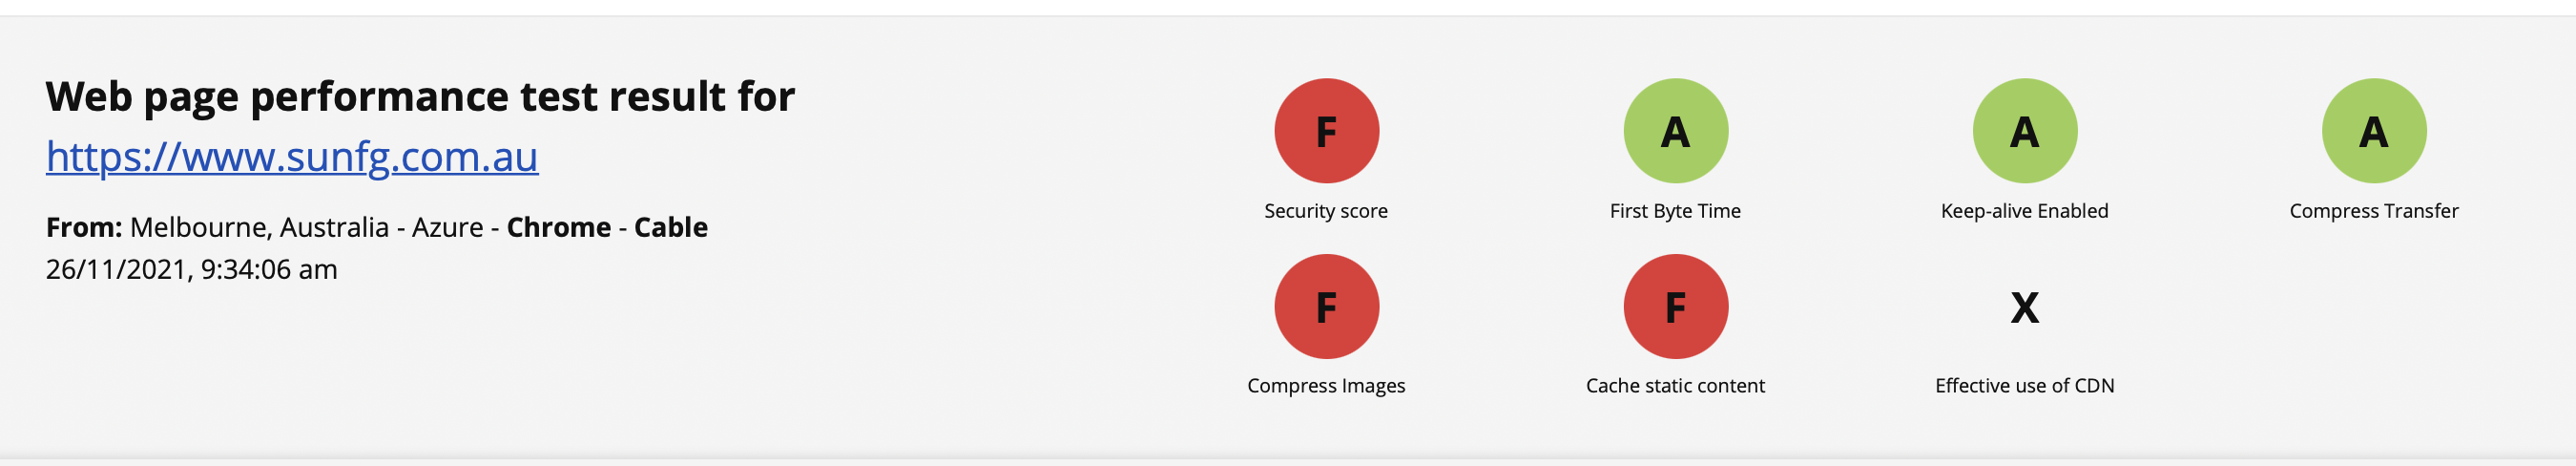 Web page performance test result for
https://www.sunfg.com.au
From: Melbourne, Australia - Azure - Chrome - Cable
26/11/2021, 9:34:06 am
F
Security score
A
First Byte Time
A
Keep-alive Enabled
A
Compress Transfer
F
Compress Images
F
Cache static content
X
Effective use of CDN